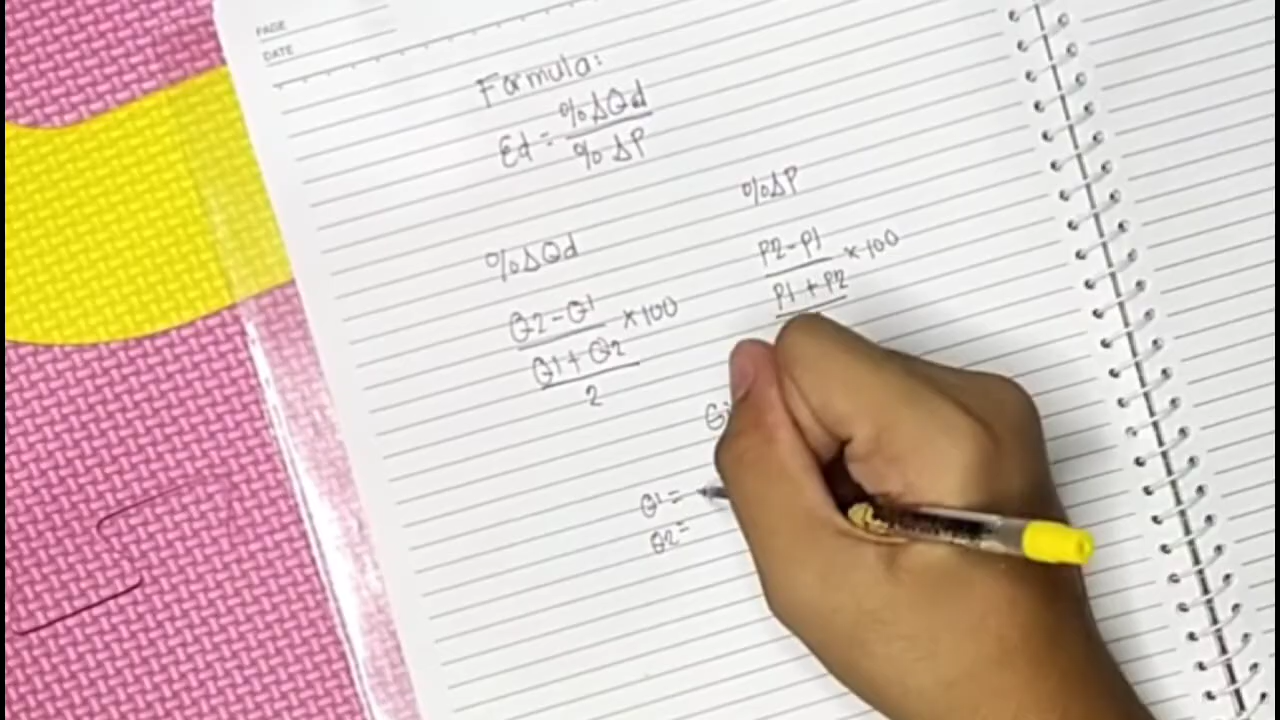 PAGE
DATE
Formula:
Ed = %ΔQd
%ΔP
%ΔP
P2-P1 ×100
P1 + P2
%ΔQd
Q2-Q1 ×100
Q1+Q2
2
Q1 =
Q2 =